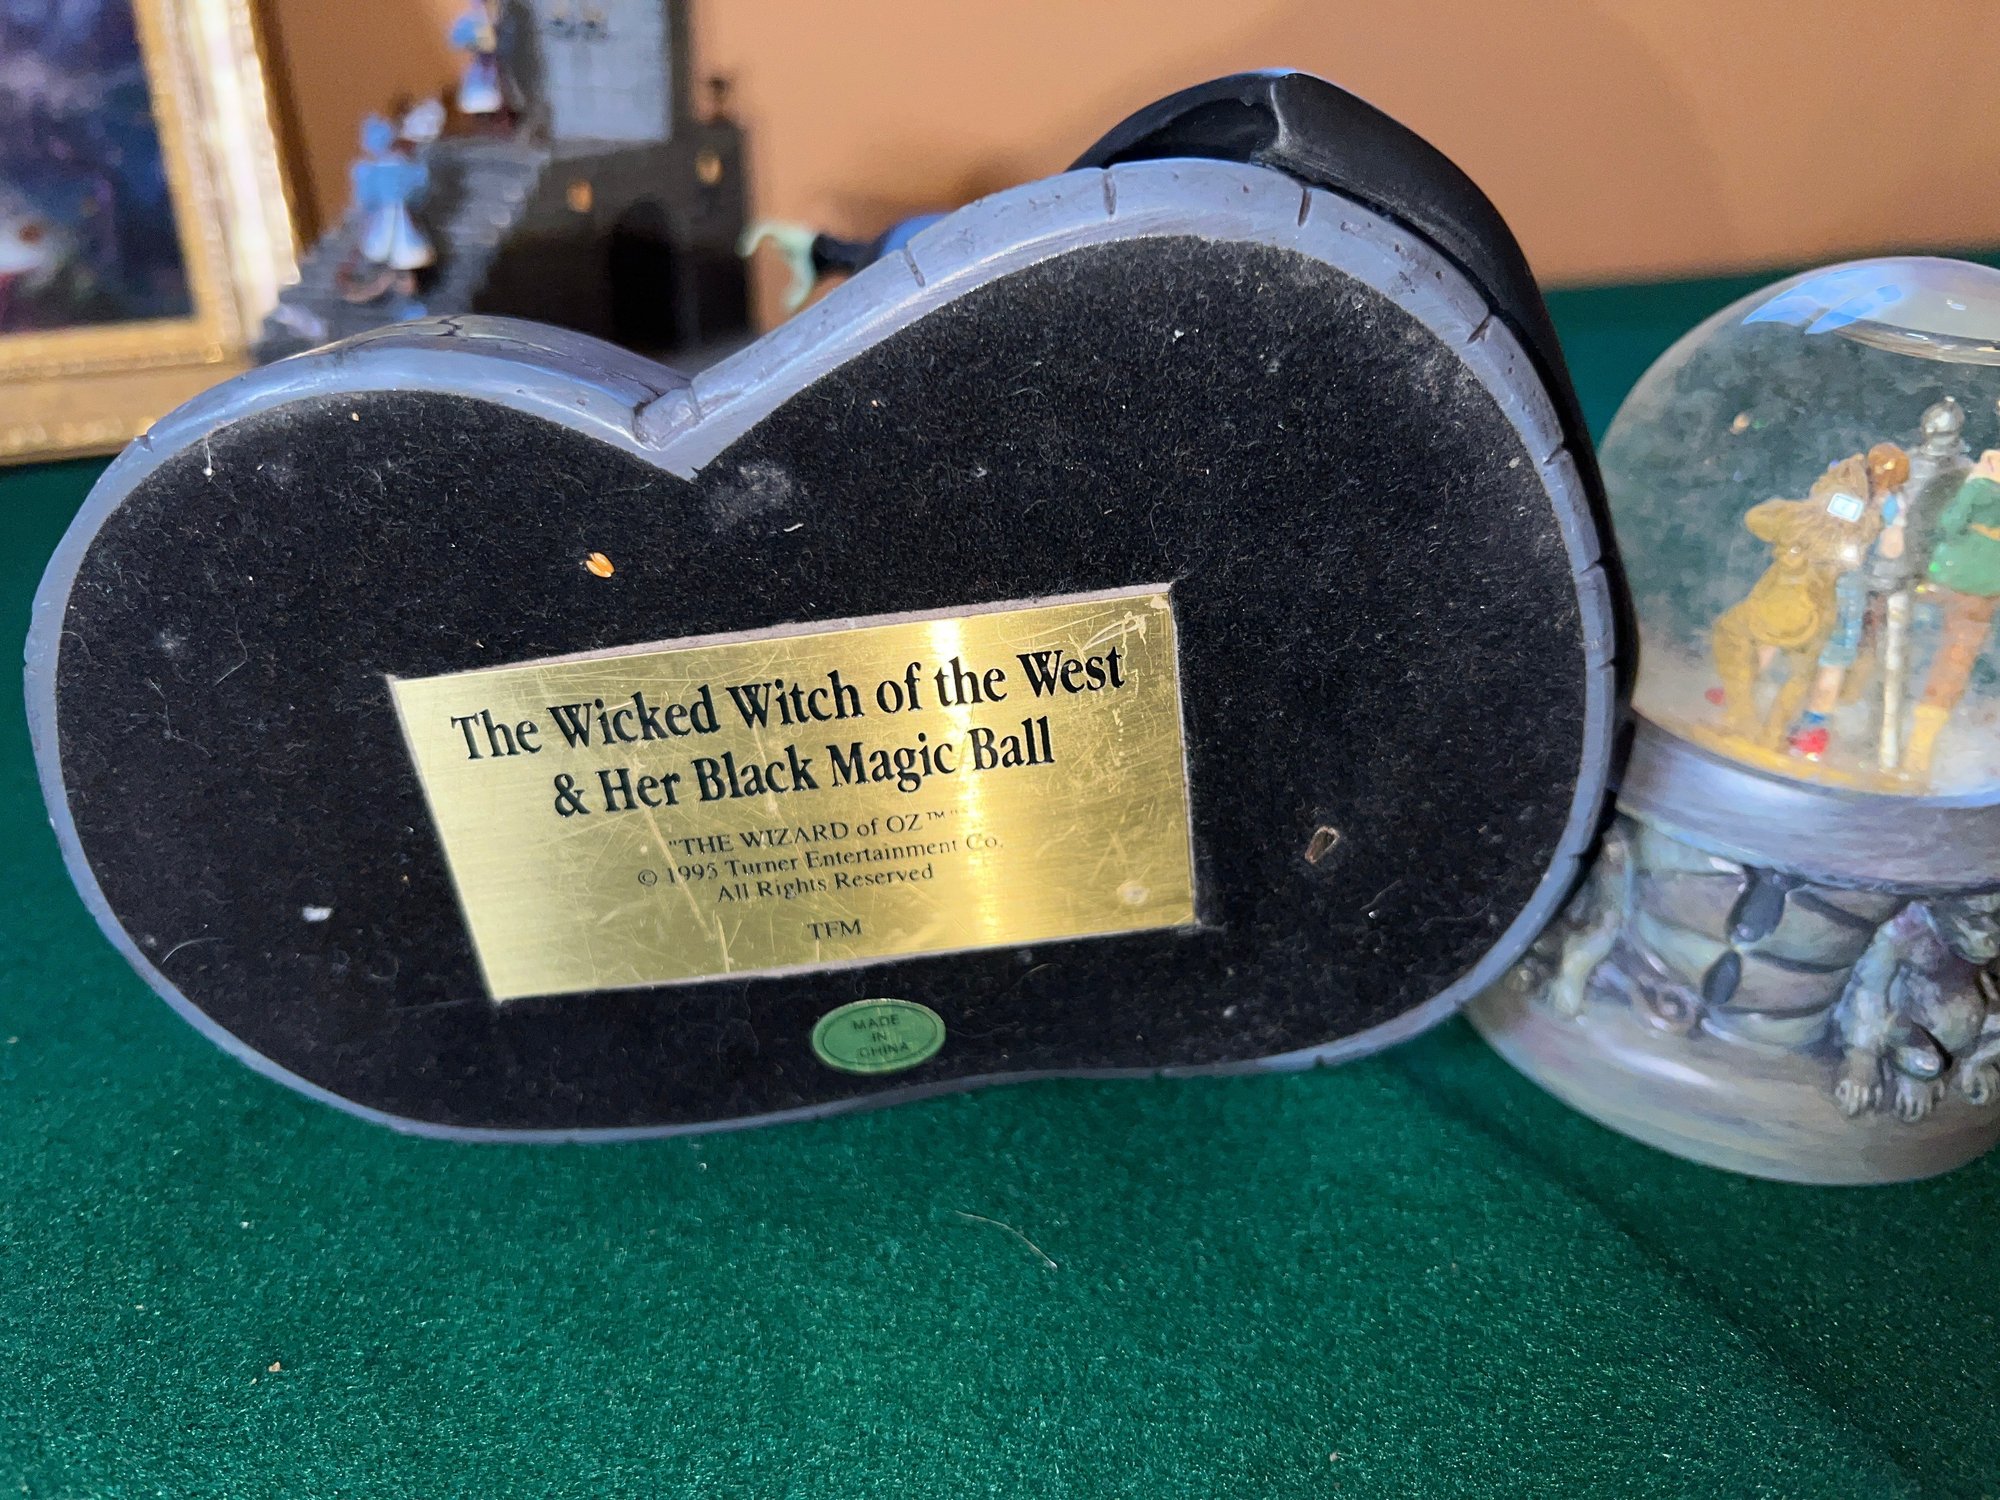 The Wicked Witch of the West
& Her Black Magic Ball
"THE WIZARD of OZ™"
© 1995 Turner Entertainment Co.
All Rights Reserved
TFM
MADE
IN
CHINA